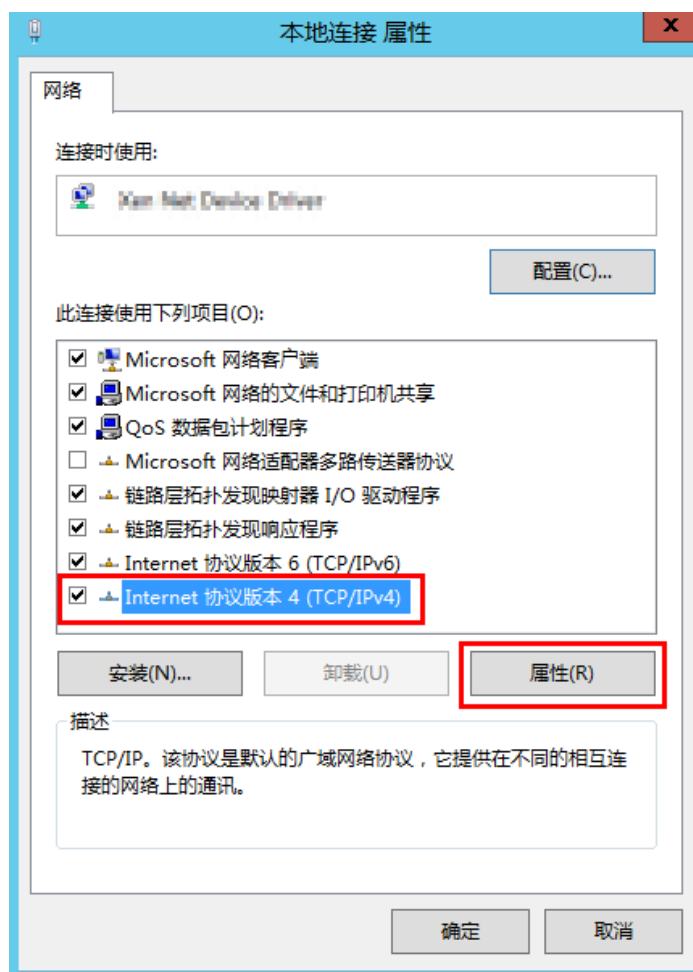 本地连接 属性
x
网络
连接时使用:
Xen Net Device Driver
配置(C)...
此连接使用下列项目(O):
Microsoft 网络客户端
Microsoft 网络的文件和打印机共享
QoS 数据包计划程序
Microsoft 网络适配器多路传送器协议
链路层拓扑发现映射器 I/O 驱动程序
链路层拓扑发现响应程序
Internet 协议版本 6 (TCP/IPv6)
Internet 协议版本 4 (TCP/IPv4)
安装(N)... 卸载(U) 属性(R)
描述
TCP/IP。该协议是默认的广域网络协议，它提供在不同的相互连
接的网络上的通讯。
确定 取消